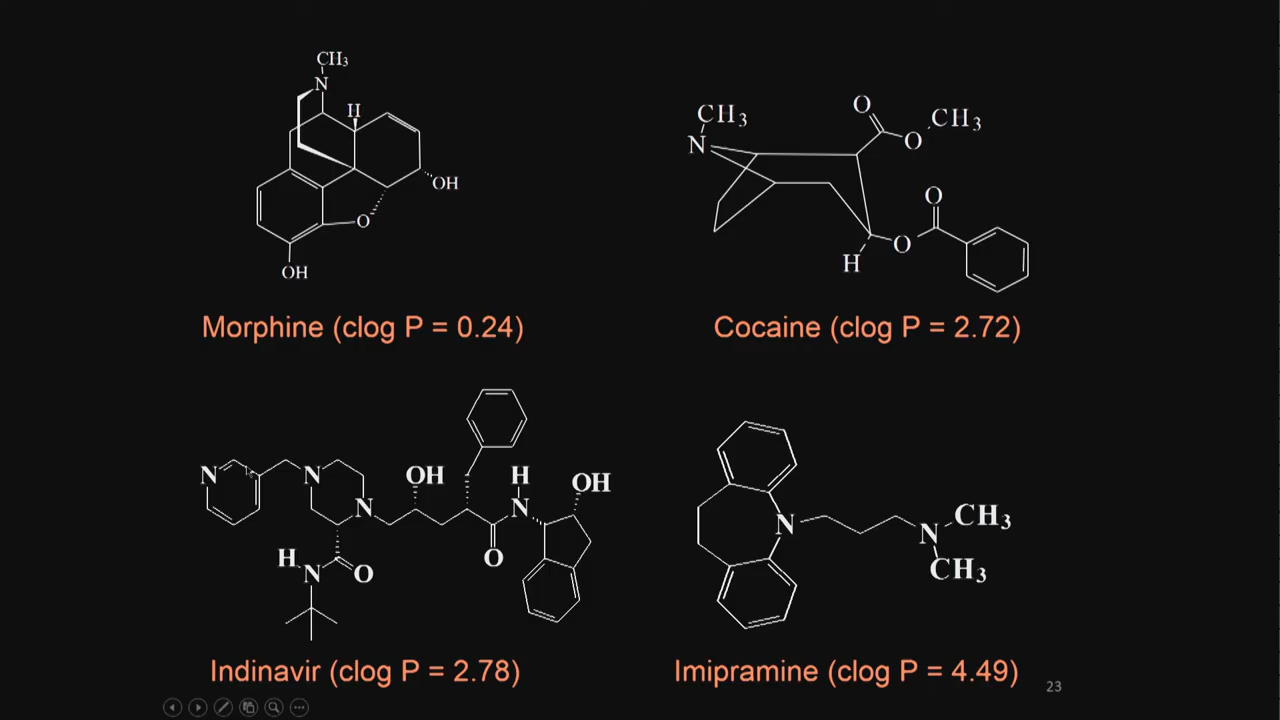 CH3
N
H
OH
O
OH
Morphine (clog P = 0.24)
CH3
N
O
O
CH3
O
O
H
Cocaine (clog P = 2.72)
N
N
N
OH
H
N
OH
O
H
N
O
Indinavir (clog P = 2.78)
N
N
CH3
CH3
Imipramine (clog P = 4.49)
23